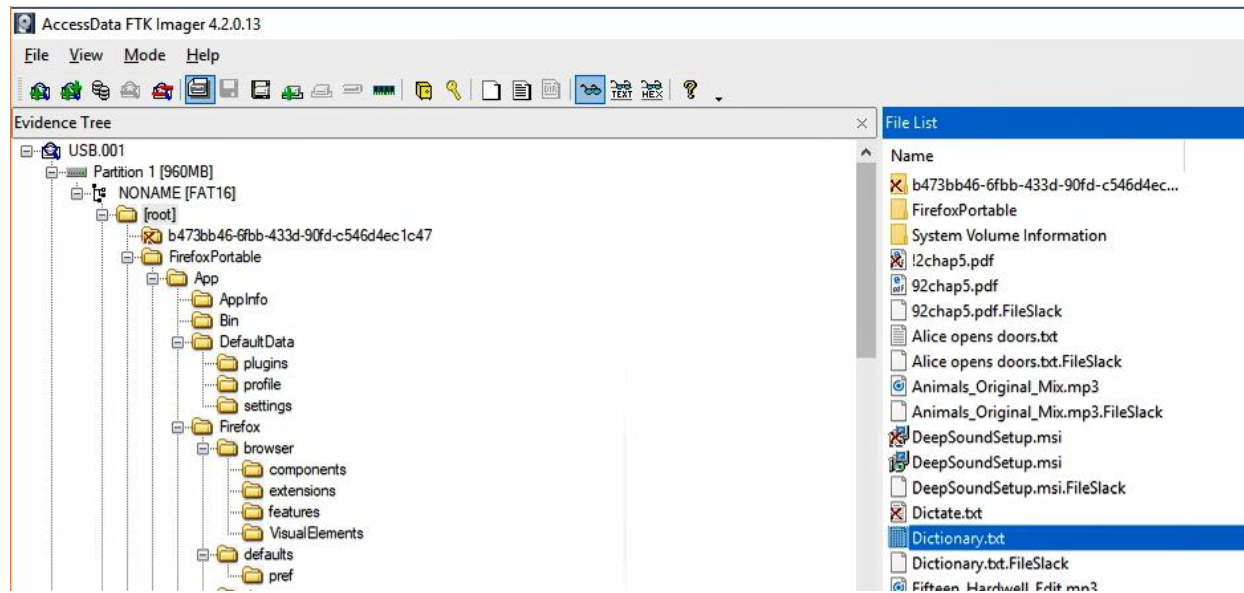 AccessData FTK Imager 4.2.0.13
File View Mode Help
TEXT HEX
Evidence Tree
USB.001
Partition 1 [960MB]
NONAME [FAT16]
[root]
b473bb46-6fbb-433d-90fd-c546d4ec1c47
FirefoxPortable
App
AppInfo
Bin
DefaultData
plugins
profile
settings
Firefox
browser
components
extensions
features
VisualElements
defaults
pref
File List
Name
b473bb46-6fbb-433d-90fd-c546d4ec...
FirefoxPortable
System Volume Information
!2chap5.pdf
92chap5.pdf
92chap5.pdf.FileSlack
Alice opens doors.txt
Alice opens doors.txt.FileSlack
Animals_Original_Mix.mp3
Animals_Original_Mix.mp3.FileSlack
DeepSoundSetup.msi
DeepSoundSetup.msi
DeepSoundSetup.msi.FileSlack
Dictate.txt
Dictionary.txt
Dictionary.txt.FileSlack
Fifteen_Hardwell_Edit.mp3